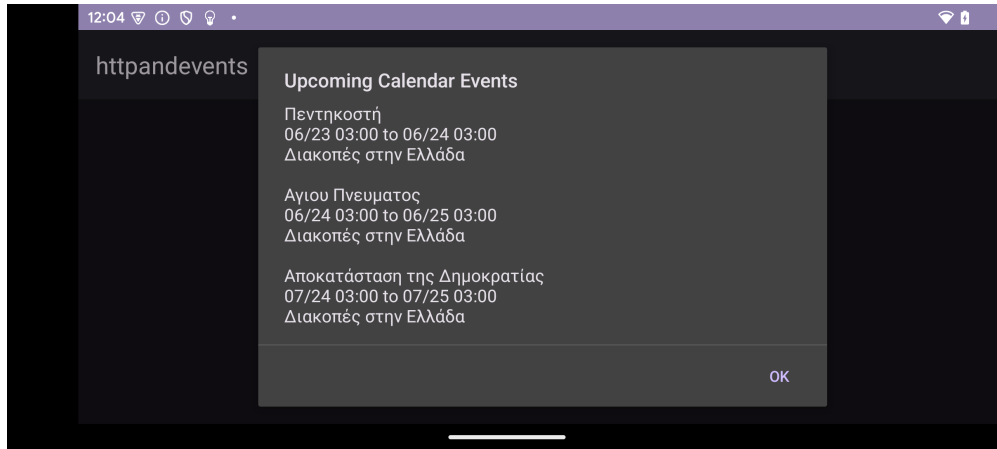 12:04
httpandevents
Upcoming Calendar Events
Πεντηκοστή
06/23 03:00 to 06/24 03:00
Διακοπές στην Ελλάδα
Αγιου Πνευματος
06/24 03:00 to 06/25 03:00
Διακοπές στην Ελλάδα
Αποκατάσταση της Δημοκρατίας
07/24 03:00 to 07/25 03:00
Διακοπές στην Ελλάδα
OK